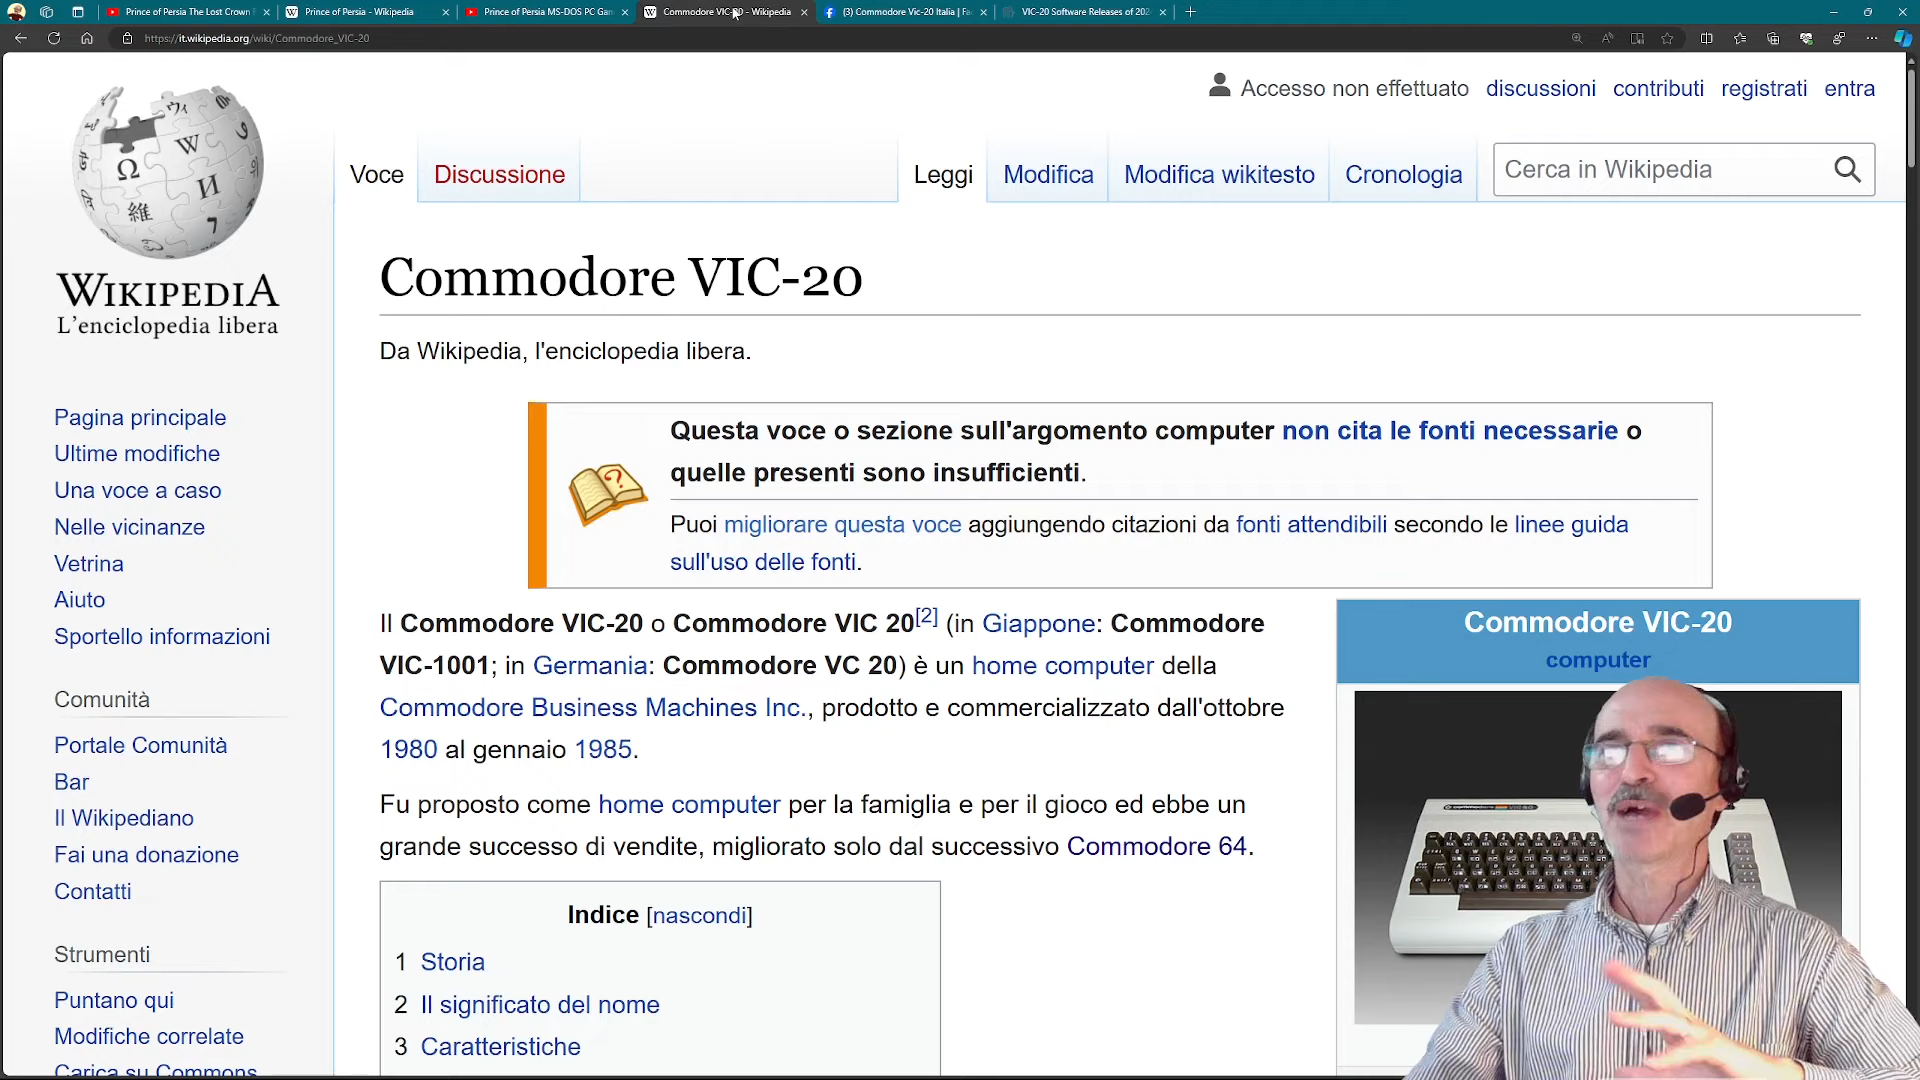 Prince of Persia The Lost Crown
Prince of Persia - Wikipedia
Prince of Persia MS-DOS PC Gam
Commodore VIC-20 - Wikipedia
(3) Commodore Vic-20 Italia | Fa
VIC-20 Software Releases of 202
https://it.wikipedia.org/wiki/Commodore_VIC-20
Accesso non effettuato discussioni contributi registrati entra
Voce Discussione Leggi Modifica Modifica wikitesto Cronologia Cerca in Wikipedia
WIKIPEDIA
L'enciclopedia libera
Commodore VIC-20
Da Wikipedia, l'enciclopedia libera.
Questa voce o sezione sull'argomento computer non cita le fonti necessarie o
quelle presenti sono insufficienti.
Puoi migliorare questa voce aggiungendo citazioni da fonti attendibili secondo le linee guida
sull'uso delle fonti.
Pagina principale
Ultime modifiche
Una voce a caso
Nelle vicinanze
Vetrina
Aiuto
Sportello informazioni
Comunità
Portale Comunità
Bar
Il Wikipediano
Fai una donazione
Contatti
Strumenti
Puntano qui
Modifiche correlate
Carica su Commons
Il Commodore VIC-20 o Commodore VIC 20[2] (in Giappone: Commodore
VIC-1001; in Germania: Commodore VC 20) è un home computer della
Commodore Business Machines Inc., prodotto e commercializzato dall'ottobre
1980 al gennaio 1985.
Fu proposto come home computer per la famiglia e per il gioco ed ebbe un
grande successo di vendite, migliorato solo dal successivo Commodore 64.
Indice [nascondi]
1 Storia
2 Il significato del nome
3 Caratteristiche
Commodore VIC-20
computer